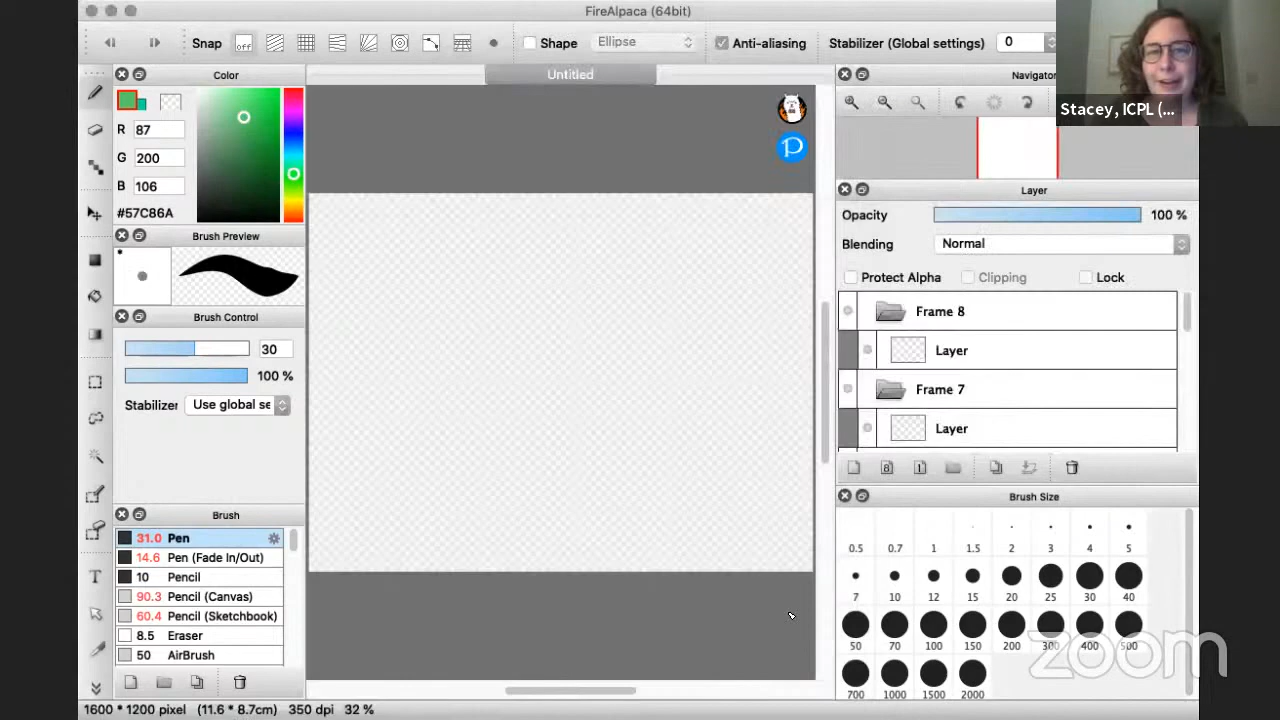 FireAlpaca (64bit)
Snap
off
Shape
Ellipse
Anti-aliasing
Stabilizer (Global settings)
0
Color
Untitled
Navigator
Stacey, ICPL (...
R 87
G 200
B 106
#57C86A
Brush Preview
Brush Control
30
100 %
Stabilizer
Use global se
Layer
Opacity
100 %
Blending
Normal
Protect Alpha
Clipping
Lock
Frame 8
Layer
Frame 7
Layer
8
1
Brush
31.0 Pen
14.6 Pen (Fade In/Out)
10 Pencil
90.3 Pencil (Canvas)
60.4 Pencil (Sketchbook)
8.5 Eraser
50 AirBrush
Brush Size
0.5 0.7 1 1.5 2 3 4 5
7 10 12 15 20 25 30 40
50 70 100 150 200 300 400 500
700 1000 1500 2000
zoom
1600 * 1200 pixel (11.6 * 8.7cm) 350 dpi 32 %